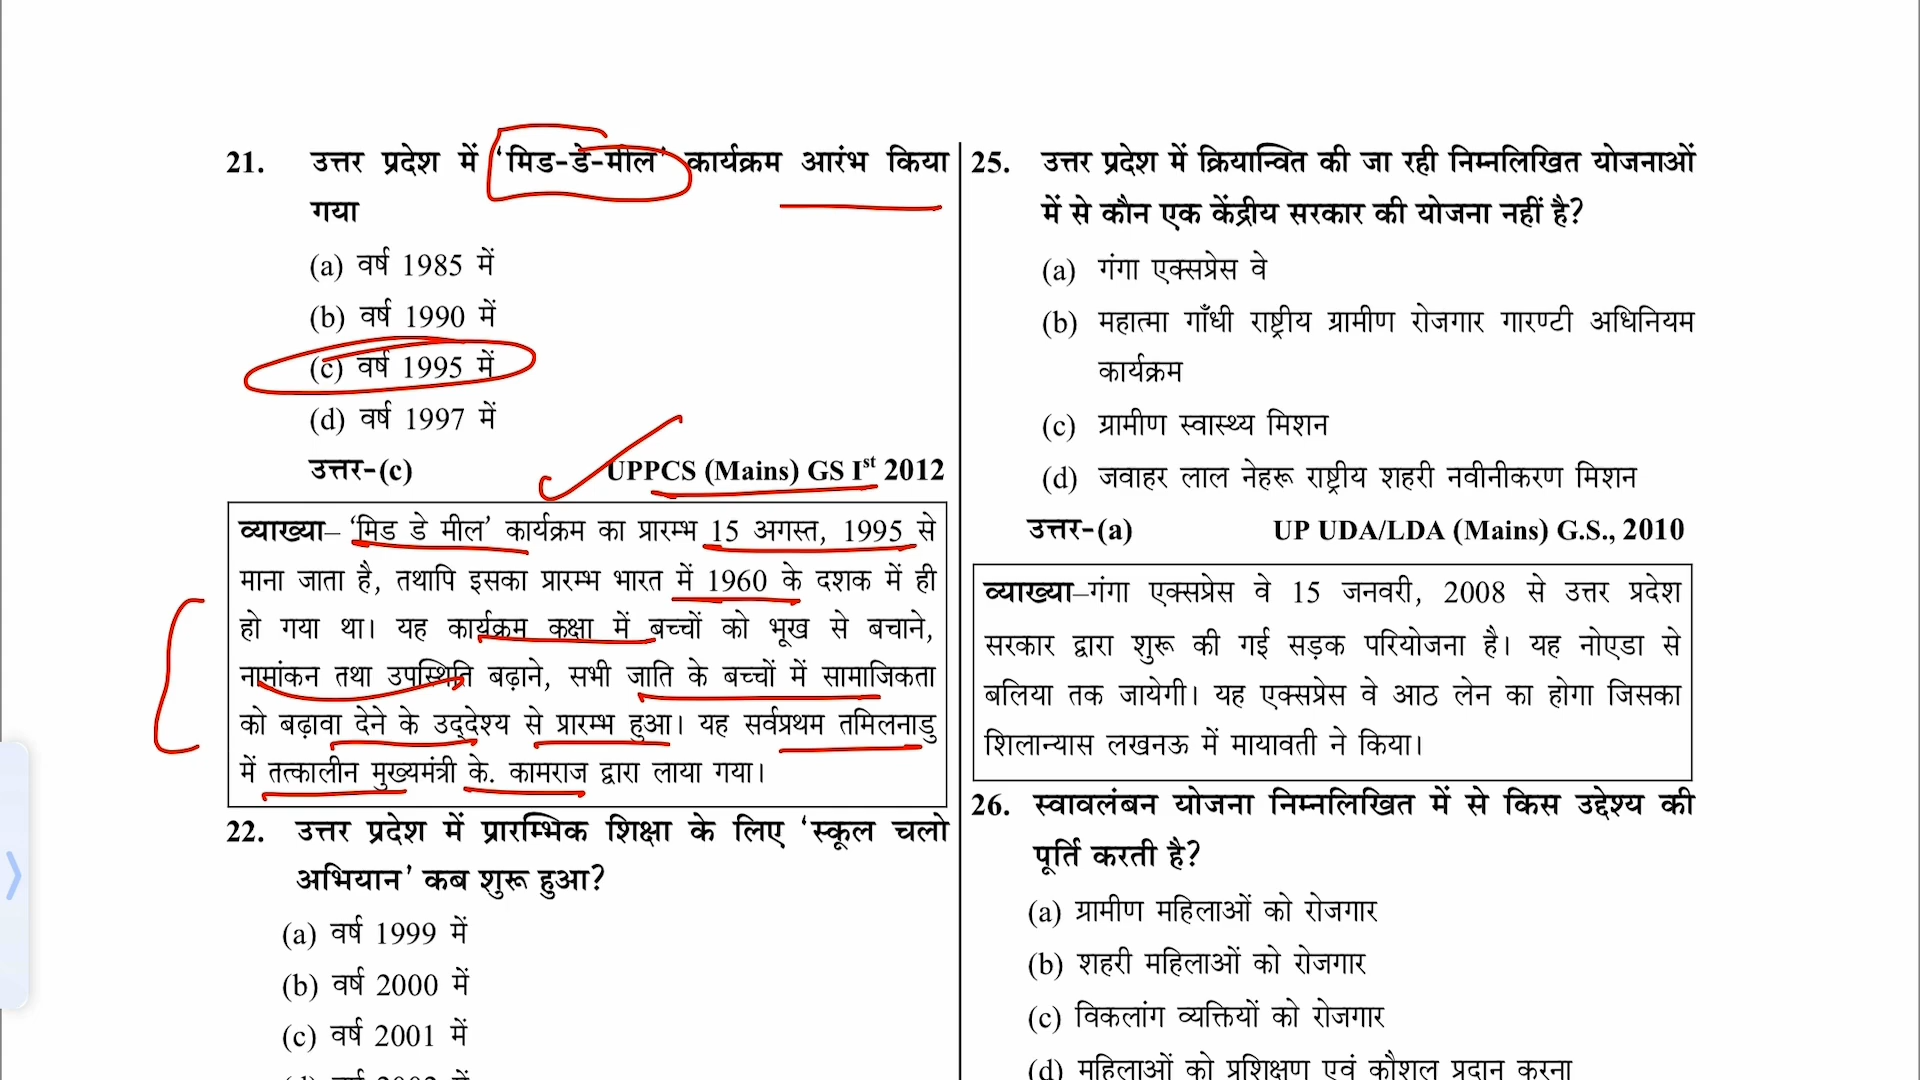 21. उत्तर प्रदेश में ‘मिड-डे-मील’ कार्यक्रम आरंभ किया
गया
(a) वर्ष 1985 में
(b) वर्ष 1990 में
(c) वर्ष 1995 में
(d) वर्ष 1997 में
उत्तर-(c) UPPCS (Mains) GS Ist 2012
व्याख्या– ‘मिड डे मील’ कार्यक्रम का प्रारम्भ 15 अगस्त, 1995 से
माना जाता है, तथापि इसका प्रारम्भ भारत में 1960 के दशक में ही
हो गया था। यह कार्यक्रम कक्षा में बच्चों को भूख से बचाने,
नामांकन तथा उपस्थिति बढ़ाने, सभी जाति के बच्चों में सामाजिकता
को बढ़ावा देने के उद्देश्य से प्रारम्भ हुआ। यह सर्वप्रथम तमिलनाडु
में तत्कालीन मुख्यमंत्री के. कामराज द्वारा लाया गया।
22. उत्तर प्रदेश में प्रारम्भिक शिक्षा के लिए ‘स्कूल चलो
अभियान’ कब शुरू हुआ?
(a) वर्ष 1999 में
(b) वर्ष 2000 में
(c) वर्ष 2001 में
25. उत्तर प्रदेश में क्रियान्वित की जा रही निम्नलिखित योजनाओं
में से कौन एक केंद्रीय सरकार की योजना नहीं है?
(a) गंगा एक्सप्रेस वे
(b) महात्मा गाँधी राष्ट्रीय ग्रामीण रोजगार गारण्टी अधिनियम
कार्यक्रम
(c) ग्रामीण स्वास्थ्य मिशन
(d) जवाहर लाल नेहरू राष्ट्रीय शहरी नवीनीकरण मिशन
उत्तर-(a) UP UDA/LDA (Mains) G.S., 2010
व्याख्या–गंगा एक्सप्रेस वे 15 जनवरी, 2008 से उत्तर प्रदेश
सरकार द्वारा शुरू की गई सड़क परियोजना है। यह नोएडा से
बलिया तक जायेगी। यह एक्सप्रेस वे आठ लेन का होगा जिसका
शिलान्यास लखनऊ में मायावती ने किया।
26. स्वावलंबन योजना निम्नलिखित में से किस उद्देश्य की
पूर्ति करती है?
(a) ग्रामीण महिलाओं को रोजगार
(b) शहरी महिलाओं को रोजगार
(c) विकलांग व्यक्तियों को रोजगार
(d) महिलाओं को प्रशिक्षण एवं कौशल प्रदान करना